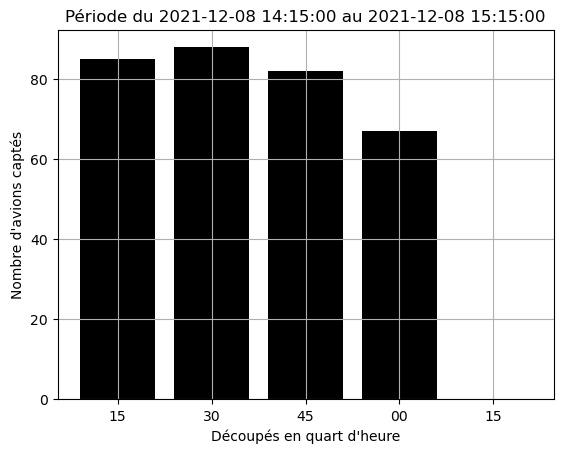 Période du 2021-12-08 14:15:00 au 2021-12-08 15:15:00
Nombre d'avions captés
80
60
40
20
0
15 30 45 00 15
Découpés en quart d'heure